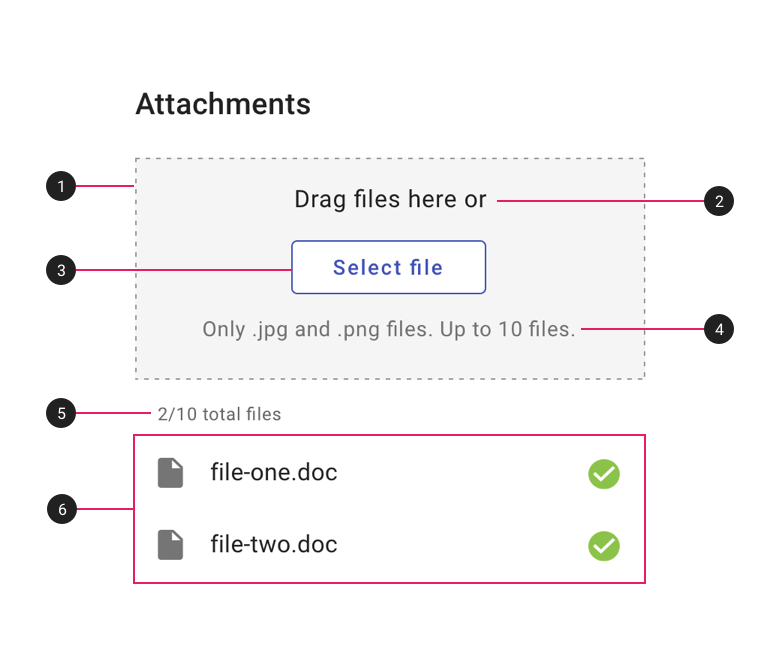 Attachments
1
Drag files here or
2
3
Select file
Only .jpg and .png files. Up to 10 files.
4
5
2/10 total files
file-one.doc
6
file-two.doc